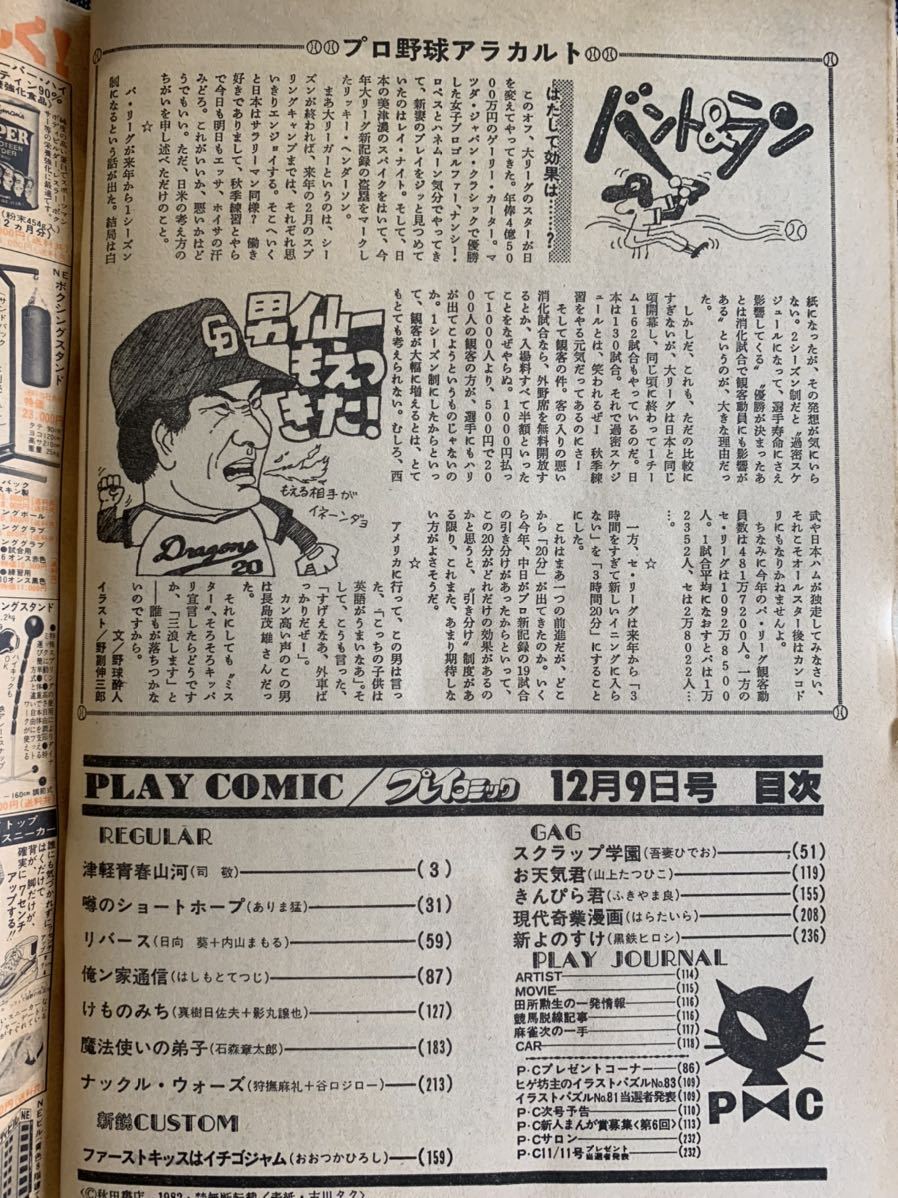 プロ野球アラカルト
バント&ラン
はたして効果は……?
このオフ、大リーグのスターが日
を変えてやってきた。年俸4億50
00万円のゲーリー・カーター。マ
ツダ・ジャパン・クラシックで優勝
した女子プロゴルファー、ナンシー・
ロペスとハネムーン気分でやってき
て、新妻のプレイをジッと見つめて
いたのはレイ・ナイト。そして、日
本の美津濃のスパイクをはいて、今
年大リーグ新記録の盗塁をマークし
たリッキー・ヘンダーソン。
まあ大リーガーというのは、シー
ズンが終われば、来年の2月のスプ
リングキャンプまでは、それぞれ思
いきりエンジョイする。そこへいく
と日本はサラリーマン同様?働き
好きでありまして、秋季練習とやら
で今日も明日もエッサ、ホイサの汗
みどろ。これがいいか、悪いかはど
うでもいい。ただ、日米の考え方の
ちがいを申し述べただけのこと。
☆
パ・リーグが来年から1シーズン
制になるという話が出た。結局は白
紙になったが、その発想が気にいら
ない。2シーズン制だと〝過密スケ
ジュールになって、選手寿命にさえ
影響してくる〟〝優勝が決まったあ
とは消化試合で観客動員にも影響が
ある〟というのが、大きな理由だっ
た。
しかしだ、これも、ただの比較に
すぎないが、大リーグは日本と同じ
頃開幕し、同じ頃に終わって1チー
ム162試合もやっているのだ。日
本は130試合。それで過密スケジ
ュールとは、笑われるぜ!秋季練
習をやる元気だってあるのにさ!
そして観客の件。客の入りの悪い
消化試合なら、外野席を無料開放す
るとか、入場料すべて半額といった
ことをなぜやらぬ。1000円払っ
て1000人より、500円で20
00人の観客の方が、選手にもハリ
が出てこようというものじゃないの
か。1シーズン制にしたからといっ
て、観客が大幅に増えるとは、とて
もとても考えられない。むしろ、西
武や日本ハムが独走してみなさい、
それこそオールスター後はカンコド
リにもなりかねませんよ。
ちなみに今年のパ・リーグ観客動
員数は481万7200人。一方の
セ・リーグは1092万8500
人。1試合平均になおすとパは1万
2352人、セは2万8022人…
…。
☆
一方、セ・リーグは来年から「3
時間をすぎて新しいイニングに入ら
ない」を「3時間20分」にすること
にした。
これはまあ一つの前進だが、どこ
から「20分」が出てきたのか。いく
ら今年、中日がプロ新記録の19試合
の引き分けがあったからといって、
この20分がどれだけの効果があるの
かと思うと、〝引き分け〟制度があ
る限り、これまた、あまり期待しな
い方がよさそうだ。
☆
アメリカに行って、この男は言っ
た、「こっちの子供は
英語がうまいなあ」。そ
して、こうも言った、
「すげえなあ、外車ば
っかりだぜ!」。
カン高い声のこの男
は長島茂雄さんだっ
た。
それにしても〝ミス
ター〟、そろそろキッパ
リ宣言したらどうです
か、「三浪します」と
――誰もが落ちつかな
いのですから。
文/野球酔人
イラスト/野副伸三郎
男仙一
もえっ
きた!
もえる相手が
イネーンダョ
CD
Dragons
20
PLAY COMIC/プレイコミック 12月9日号 目次
REGULAR
津軽青春山河(司 敬)――(3)
噂のショートホープ(ありま猛)――(31)
リバース(日向 葵+内山まもる)――(59)
俺ン家通信(はしもとてつじ)――(87)
けものみち(真樹日佐夫+影丸譲也)――(127)
魔法使いの弟子(石森章太郎)――(183)
ナックル・ウォーズ(狩撫麻礼+谷口ジロー)――(213)
新鋭CUSTOM
ファーストキッスはイチゴジャム(おおつかひろし)――(159)
GAG
スクラップ学園(吾妻ひでお)――(51)
お天気君(山上たつひこ)――(119)
きんぴら君(ふきやま良)――(155)
現代奇業漫画(はらたいら)――(208)
新よのすけ(黒鉄ヒロシ)――(236)
PLAY JOURNAL
ARTIST――(114)
MOVIE――(115)
田所勲生の一発情報――(116)
競馬脱線記事――(116)
麻雀次の一手――(117)
CAR――(118)
P・Cプレゼントコーナー――(86)
ヒゲ坊主のイラストパズルNo.83(109)
イラストパズルNo.81当選者発表(109)
P・C次号予告――(110)
P・C新人まんが賞募集<第6回>(113)
P・Cサロン――(232)
P・C11/11号プレゼント当選者発表――(232)
PC
©秋田書店 1982・禁無断転載/表紙・古川タク>